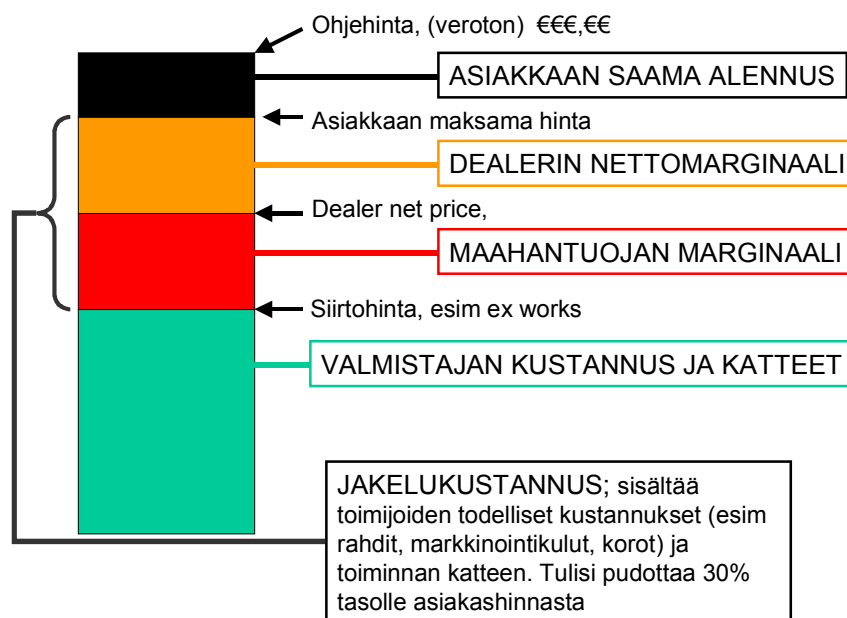 Ohjehinta, (veroton) €€€,€€
ASIAKKAAN SAAMA ALENNUS
Asiakkaan maksama hinta
DEALERIN NETTOMARGINAALI
Dealer net price,
MAAHANTUOJAN MARGINAALI
Siirtohinta, esim ex works
VALMISTAJAN KUSTANNUS JA KATTEET
JAKELUKUSTANNUS; sisältää
toimijoiden todelliset kustannukset (esim
rahdit, markkinointikulut, korot) ja
toiminnan katteen. Tulisi pudottaa 30%
tasolle asiakashinnasta